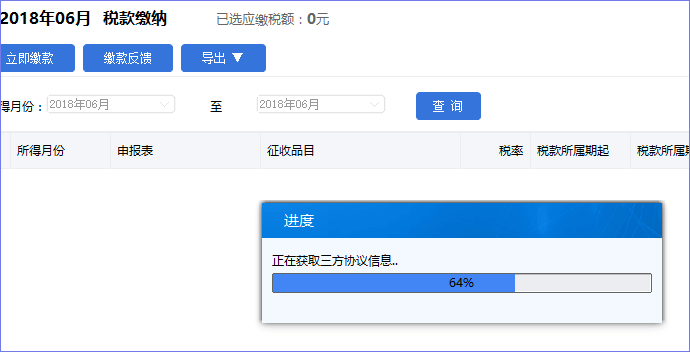 2018年06月 税款缴纳 已选应缴税额：0元
立即缴款 缴款反馈 导出 ▼
得月份： 2018年06月 至 2018年06月 查 询
所得月份 申报表 征收品目 税率 税款所属期起 税款所属期
进度
正在获取三方协议信息..
64%